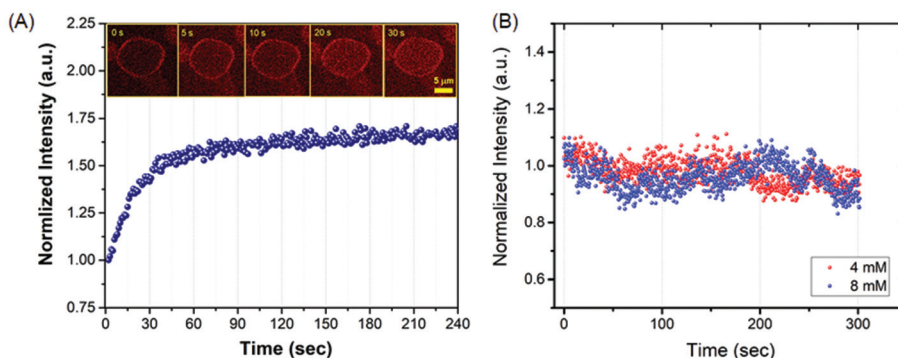 (A)
Normlized Intensity (a.u.)
2.25
2.00
1.75
1.50
1.25
1.00
0.75
0 s
5 s
10 s
20 s
30 s
5 μm
0 30 60 90 120 150 180 210 240
Time (sec)
(B)
Normalized Intensity (a.u.)
1.4
1.2
1.0
0.8
0.6
4 mM
8 mM
0 100 200 300
Time (sec)